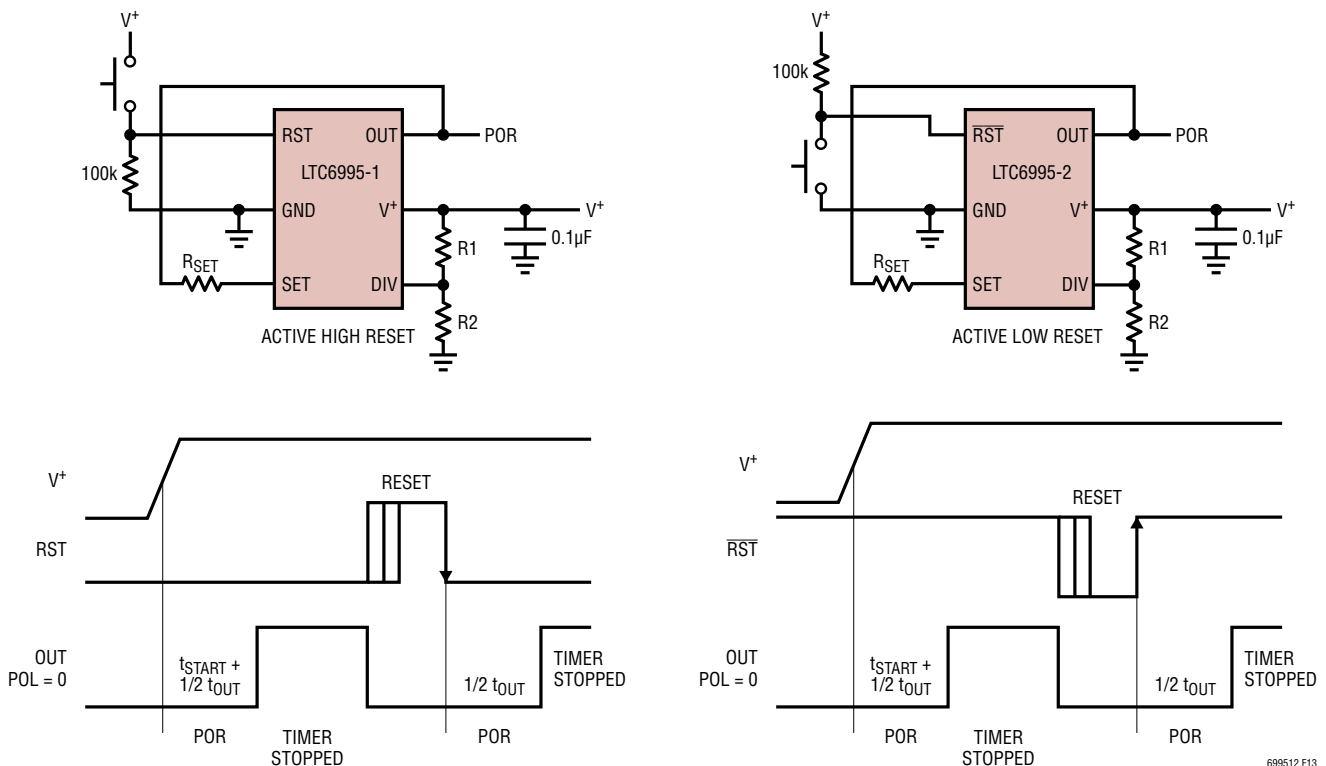 V+
100k
RST
OUT
POR
LTC6995-1
GND
V+
V+
R1
0.1µF
RSET
SET
DIV
R2
ACTIVE HIGH RESET
V+
100k
RST
OUT
POR
LTC6995-2
GND
V+
V+
R1
0.1µF
RSET
SET
DIV
R2
ACTIVE LOW RESET
V+
RESET
RST
OUT
POL = 0
tSTART +
1/2 tOUT
1/2 tOUT
TIMER
STOPPED
POR
TIMER
STOPPED
POR
V+
RESET
RST
OUT
POL = 0
tSTART +
1/2 tOUT
1/2 tOUT
TIMER
STOPPED
POR
TIMER
STOPPED
POR
699512 F13